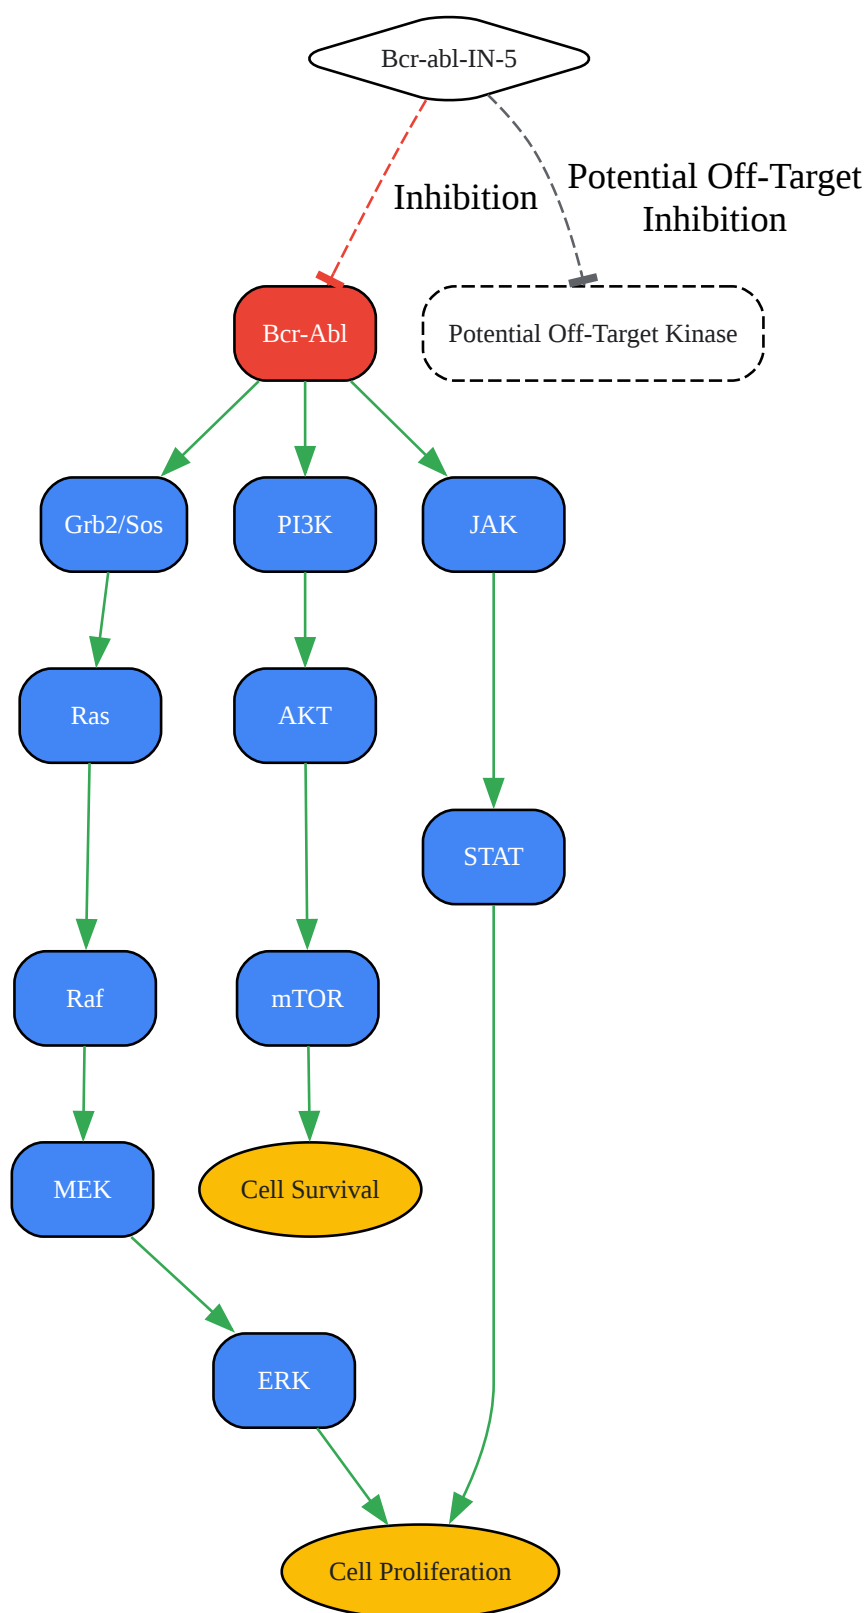 Bcr-abl-IN-5
Inhibition
Potential Off-Target
Inhibition
Bcr-Abl
Potential Off-Target Kinase
Grb2/Sos
PI3K
JAK
Ras
AKT
STAT
Raf
mTOR
MEK
Cell Survival
ERK
Cell Proliferation